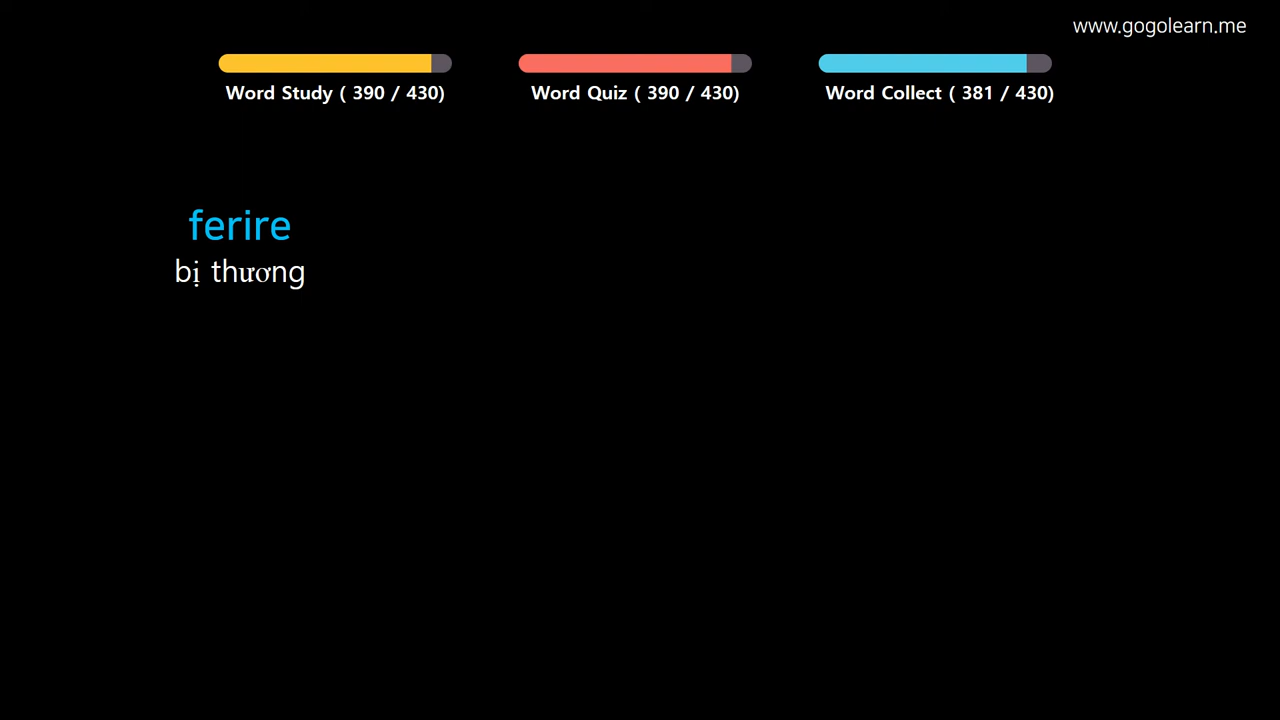 www.gogolearn.me
Word Study ( 390 / 430)
Word Quiz ( 390 / 430)
Word Collect ( 381 / 430)
ferire
bị thương